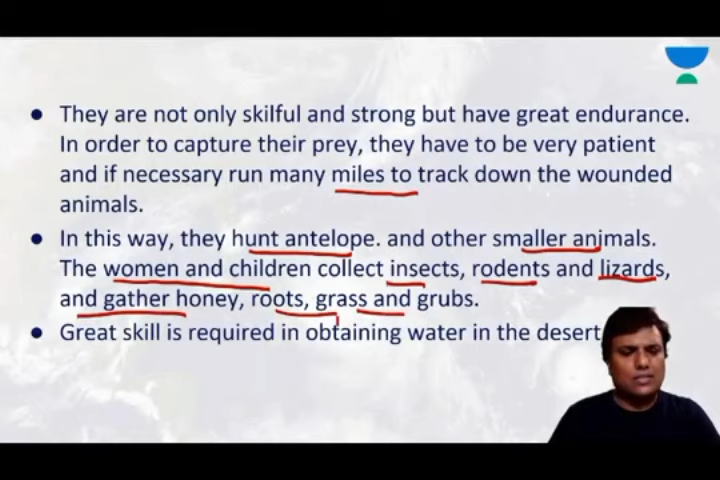 ● They are not only skilful and strong but have great endurance.
In order to capture their prey, they have to be very patient
and if necessary run many miles to track down the wounded
animals.
● In this way, they hunt antelope. and other smaller animals.
The women and children collect insects, rodents and lizards,
and gather honey, roots, grass and grubs.
● Great skill is required in obtaining water in the desert